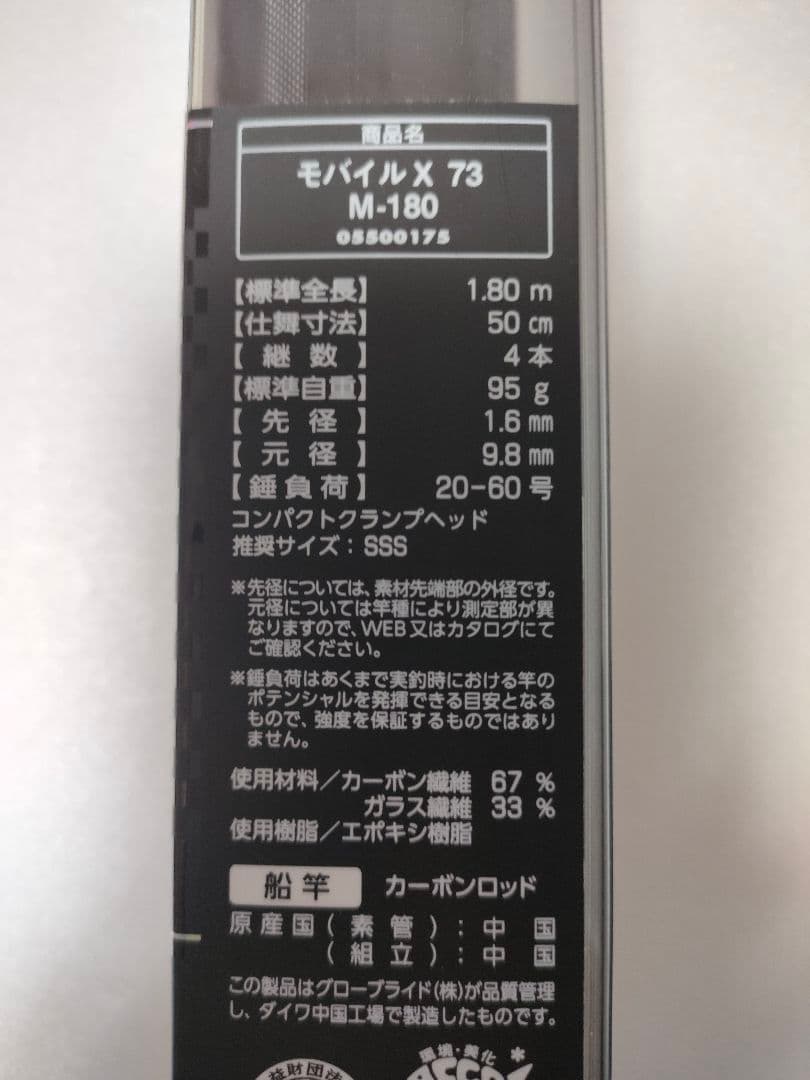 商品名
モバイルX 73
M-180
05500175
【標準全長】 1.80 m
【仕舞寸法】 50 ㎝
【 継 数 】 4 本
【標準自重】 95 g
【 先 径 】 1.6 ㎜
【 元 径 】 9.8 ㎜
【 錘 負 荷 】 20-60 号
コンパクトクランプヘッド
推奨サイズ：SSS
※先径については、素材先端部の外径です。
元径については竿種により測定部が異
なりますので、WEB又はカタログにて
ご確認ください。
※錘負荷はあくまで実釣時における竿の
ポテンシャルを発揮できる目安となる
もので、強度を保証するものではあり
ません。
使用材料／カーボン繊維 67 %
ガラス繊維 33 %
使用樹脂／エポキシ樹脂
船 竿 カーボンロッド
原産国(素 管)：中 国
(組 立)：中 国
この製品はグローブライド(株)が品質管理
し、ダイワ中国工場で製造したものです。
益財団法
環境・美化